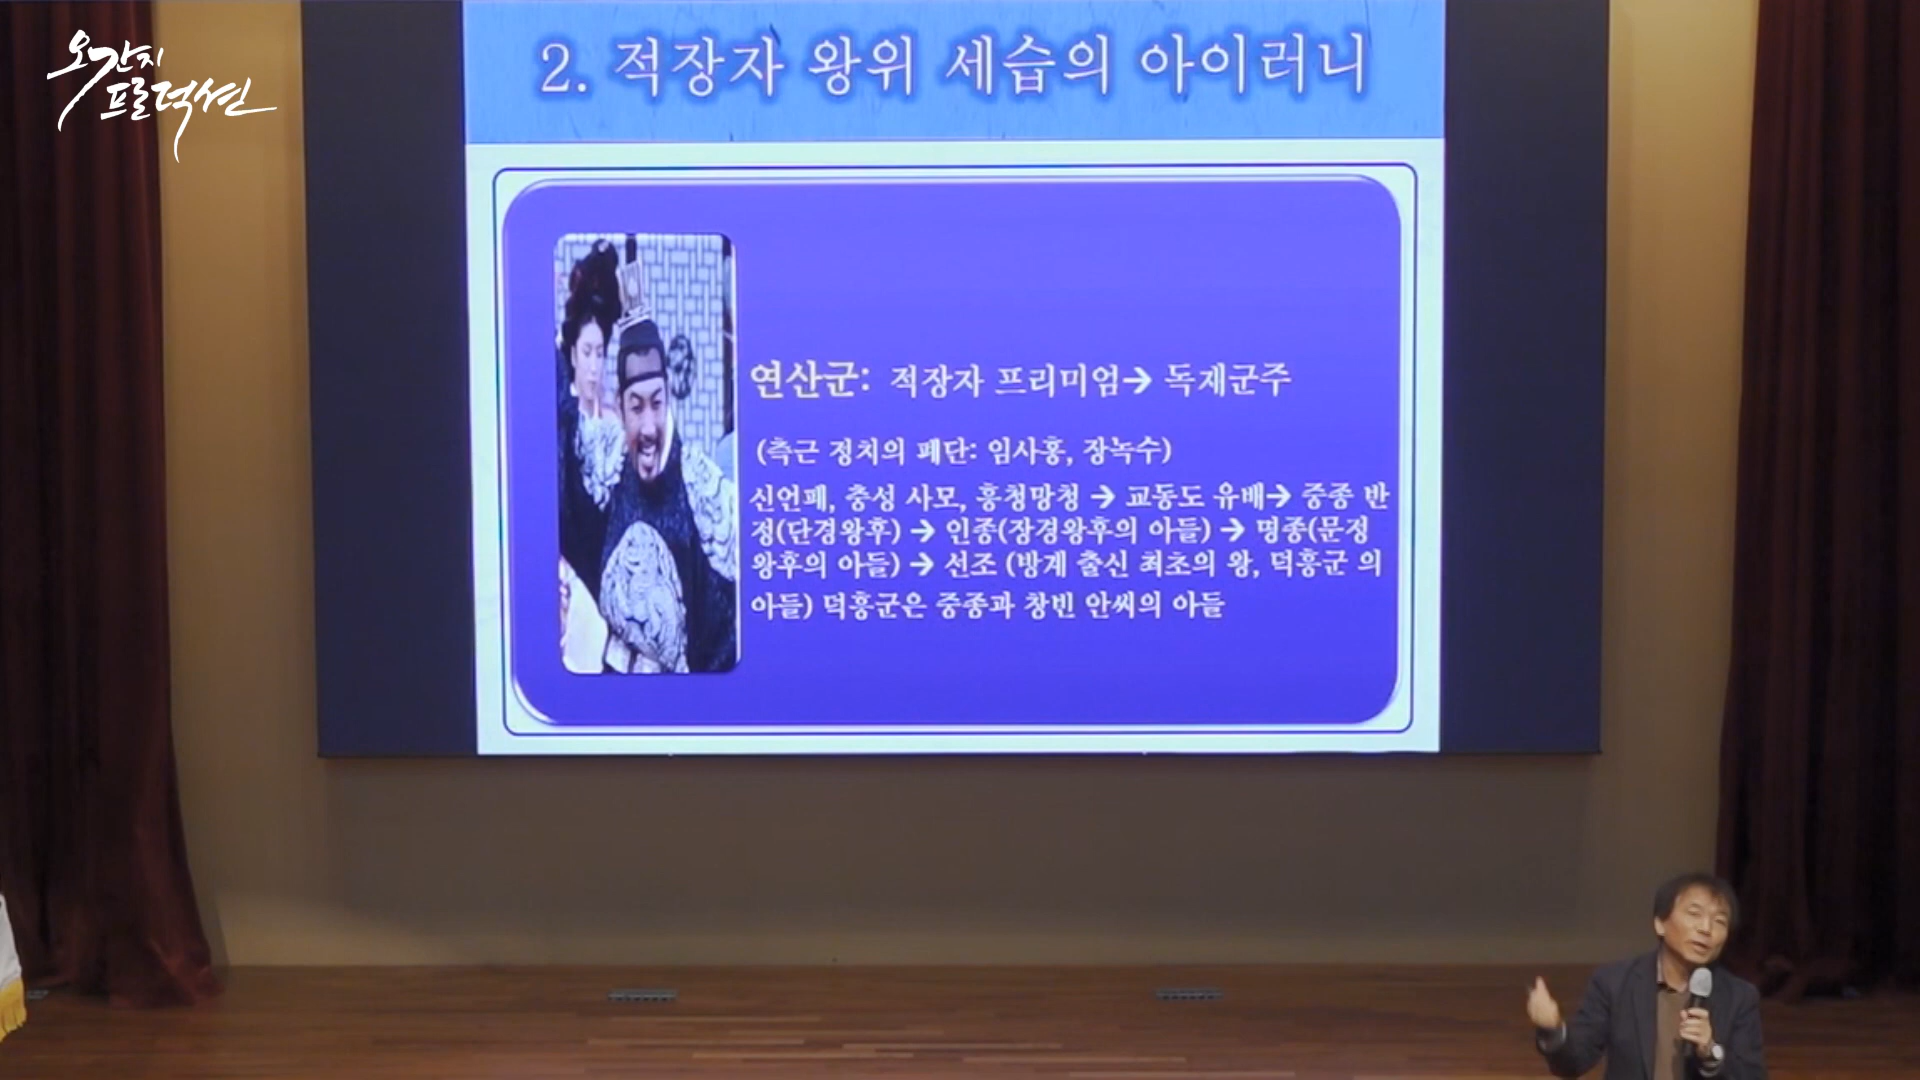 오간지
프로덕션
2. 적장자 왕위 세습의 아이러니
연산군: 적장자 프리미엄→ 독재군주
(측근 정치의 폐단: 임사홍, 장녹수)
신언패, 충성 사모, 흥청망청 → 교동도 유배→ 중종 반
정(단경왕후) → 인종(장경왕후의 아들) → 명종(문정
왕후의 아들) → 선조 (방계 출신 최초의 왕, 덕흥군 의
아들) 덕흥군은 중종과 창빈 안씨의 아들